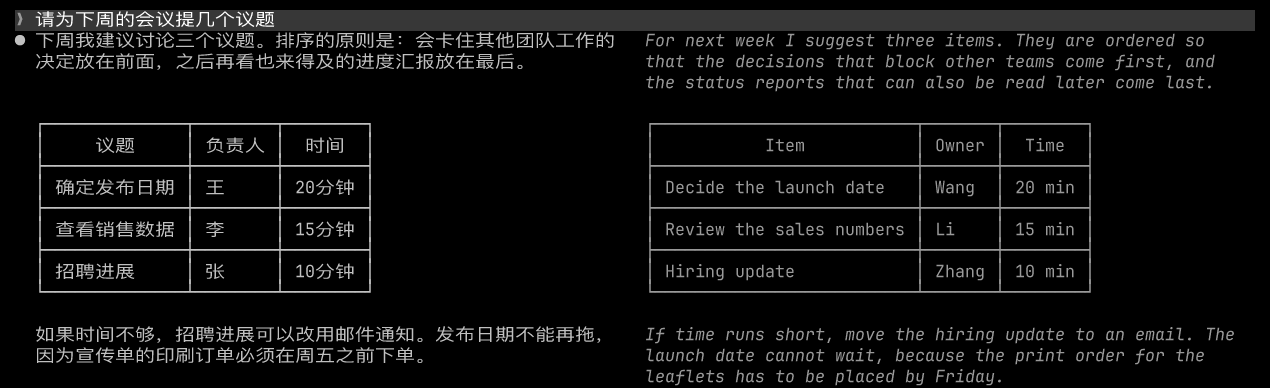 ❯ 请为下周的会议提几个议题
● 下周我建议讨论三个议题。排序的原则是：会卡住其他团队工作的
决定放在前面，之后再看也来得及的进度汇报放在最后。
议题 负责人 时间
确定发布日期 王 20分钟
查看销售数据 李 15分钟
招聘进展 张 10分钟
如果时间不够，招聘进展可以改用邮件通知。发布日期不能再拖，
因为宣传单的印刷订单必须在周五之前下单。
For next week I suggest three items. They are ordered so
that the decisions that block other teams come first, and
the status reports that can also be read later come last.
Item Owner Time
Decide the launch date Wang 20 min
Review the sales numbers Li 15 min
Hiring update Zhang 10 min
If time runs short, move the hiring update to an email. The
launch date cannot wait, because the print order for the
leaflets has to be placed by Friday.